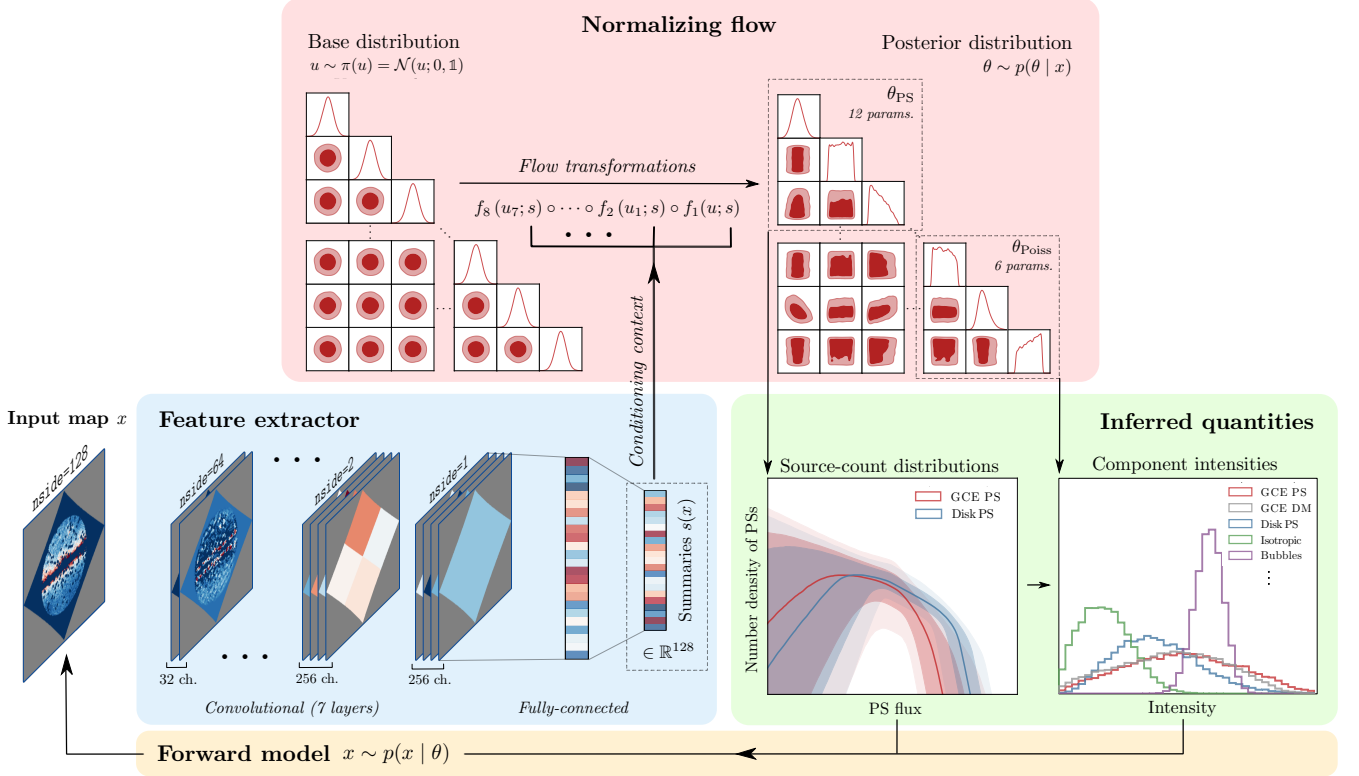 Normalizing flow
Base distribution
u ∼ π(u) = 𝒩(u; 0, 𝟙)
Posterior distribution
θ ∼ p(θ | x)
θ_PS
12 params.
Flow transformations
f_8 (u_7; s) ∘ ⋯ ∘ f_2 (u_1; s) ∘ f_1(u; s)
• • •
θ_Poiss
6 params.
Conditioning context
Input map x
nside=128
Feature extractor
nside=64
• • •
nside=2
nside=1
Summaries s(x)
∈ ℝ^128
32 ch.
• • •
256 ch.
256 ch.
Convolutional (7 layers)
Fully-connected
Inferred quantities
Source-count distributions
GCE PS
Disk PS
Number density of PSs
PS flux
Component intensities
GCE PS
GCE DM
Disk PS
Isotropic
Bubbles
⋮
Intensity
Forward model x ∼ p(x | θ)